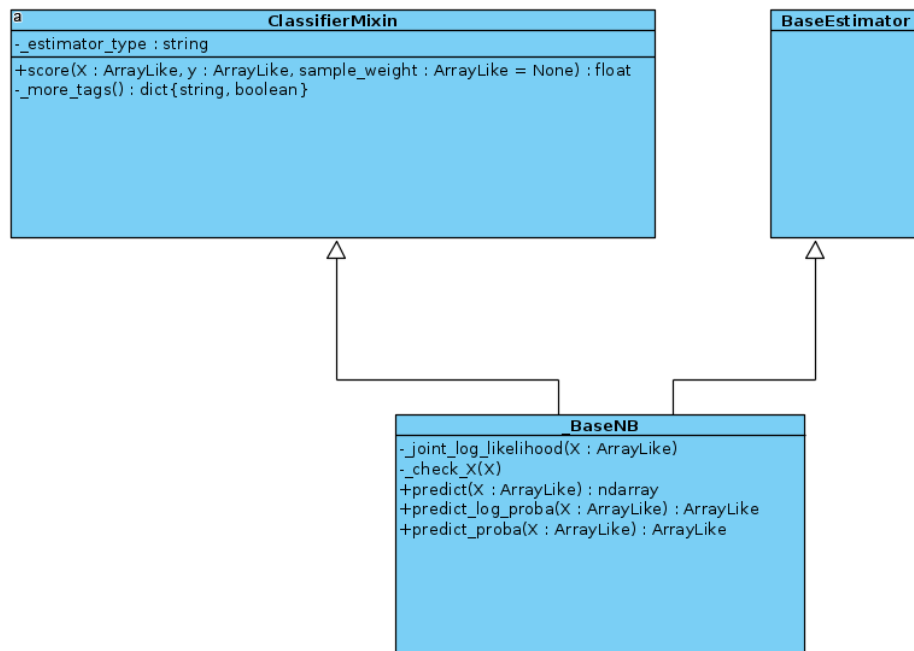 a
ClassifierMixin
-_estimator_type : string
+score(X : ArrayLike, y : ArrayLike, sample_weight : ArrayLike = None) : float
-_more_tags() : dict{string, boolean}
BaseEstimator
_BaseNB
-_joint_log_likelihood(X : ArrayLike)
-_check_X(X)
+predict(X : ArrayLike) : ndarray
+predict_log_proba(X : ArrayLike) : ArrayLike
+predict_proba(X : ArrayLike) : ArrayLike